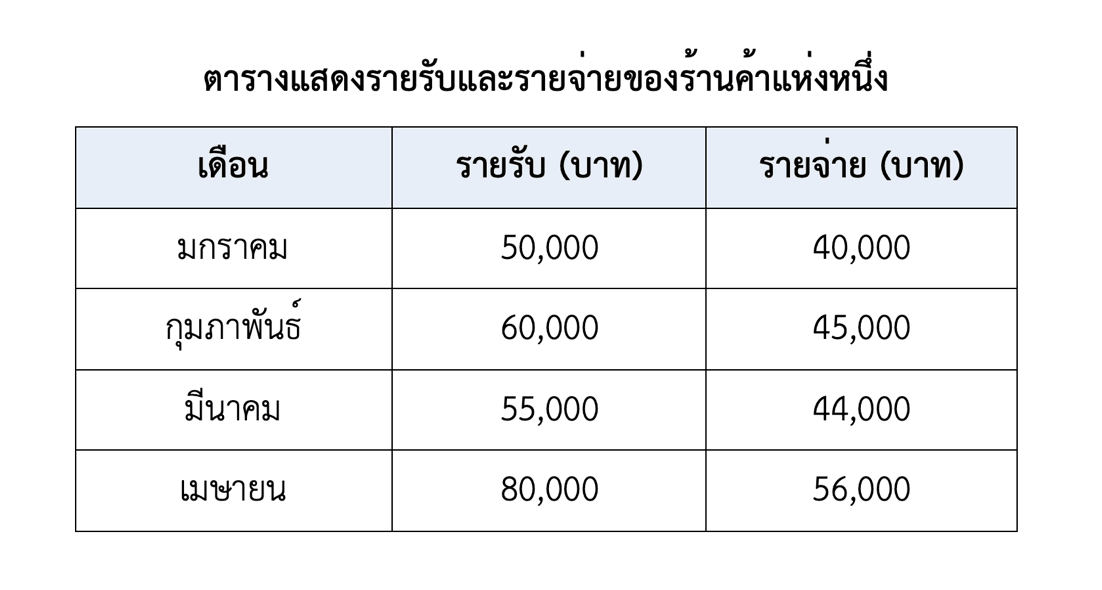 ตารางแสดงรายรับและรายจ่ายของร้านค้าแห่งหนึ่ง
เดือน รายรับ (บาท) รายจ่าย (บาท)
มกราคม 50,000 40,000
กุมภาพันธ์ 60,000 45,000
มีนาคม 55,000 44,000
เมษายน 80,000 56,000